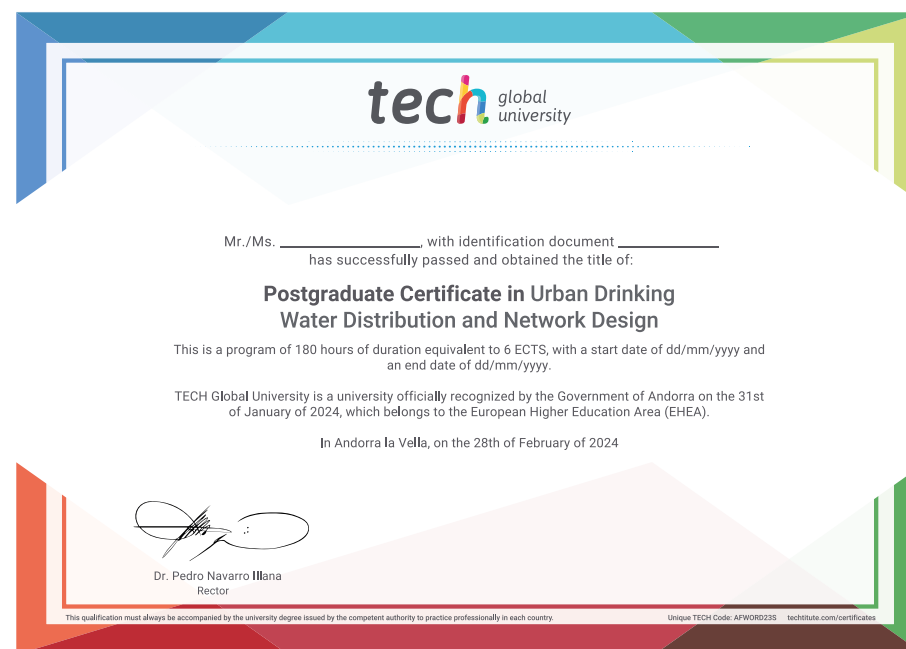 tech global
university
Mr./Ms. ____________, with identification document ____________
has successfully passed and obtained the title of:
Postgraduate Certificate in Urban Drinking
Water Distribution and Network Design
This is a program of 180 hours of duration equivalent to 6 ECTS, with a start date of dd/mm/yyyy and
an end date of dd/mm/yyyy.
TECH Global University is a university officially recognized by the Government of Andorra on the 31st
of January of 2024, which belongs to the European Higher Education Area (EHEA).
In Andorra la Vella, on the 28th of February of 2024
Dr. Pedro Navarro Illana
Rector
This qualification must always be accompanied by the university degree issued by the competent authority to practice professionally in each country.
Unique TECH Code: AFWORD23S techtitute.com/certificates